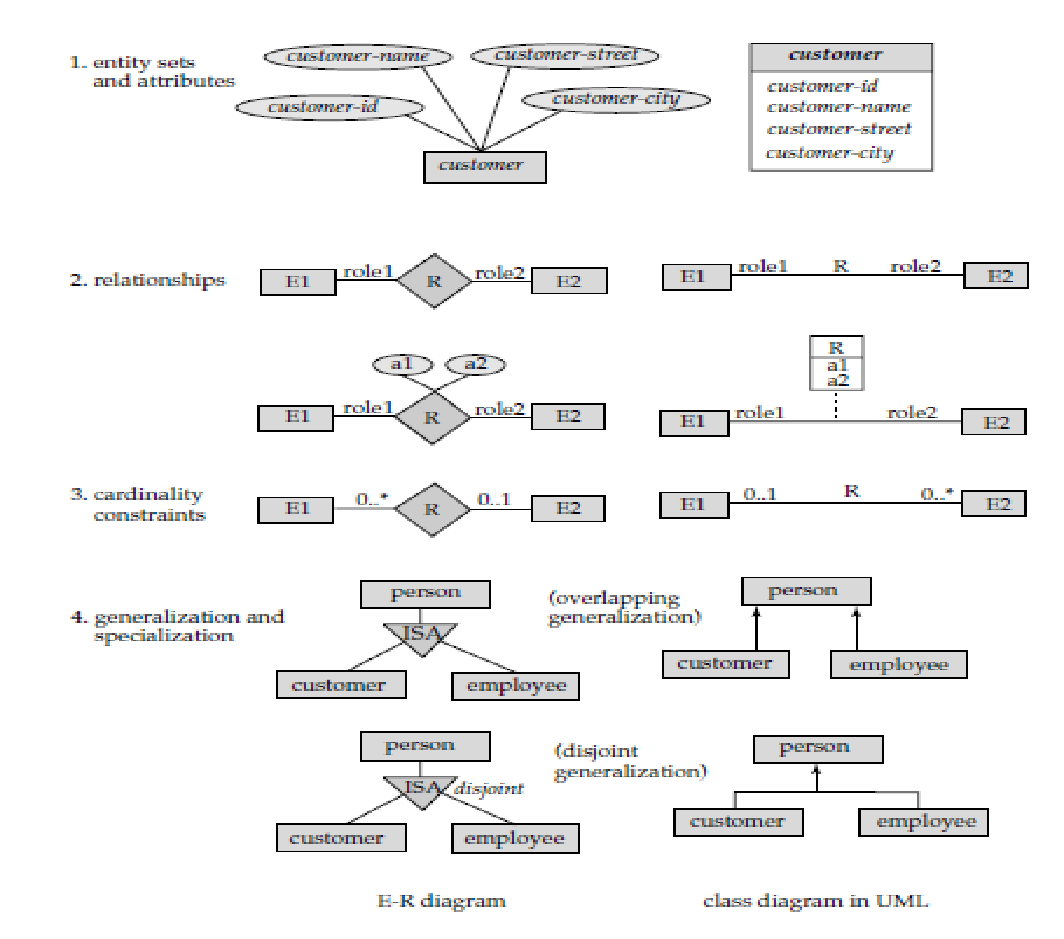 1. entity sets
and attributes
customer-name
customer-street
customer-id
customer-city
customer
customer
customer-id
customer-name
customer-street
customer-city
2. relationships
E1 role1 R role2 E2
E1 role1 R role2 E2
a1 a2
E1 role1 R role2 E2
R
a1
a2
E1 role1 role2 E2
3. cardinality
constraints
E1 0..* R 0..1 E2
E1 0..1 R 0..* E2
4. generalization and
specialization
person
ISA
customer employee
(overlapping
generalization)
person
customer employee
person
ISA disjoint
customer employee
(disjoint
generalization)
person
customer employee
E-R diagram
class diagram in UML